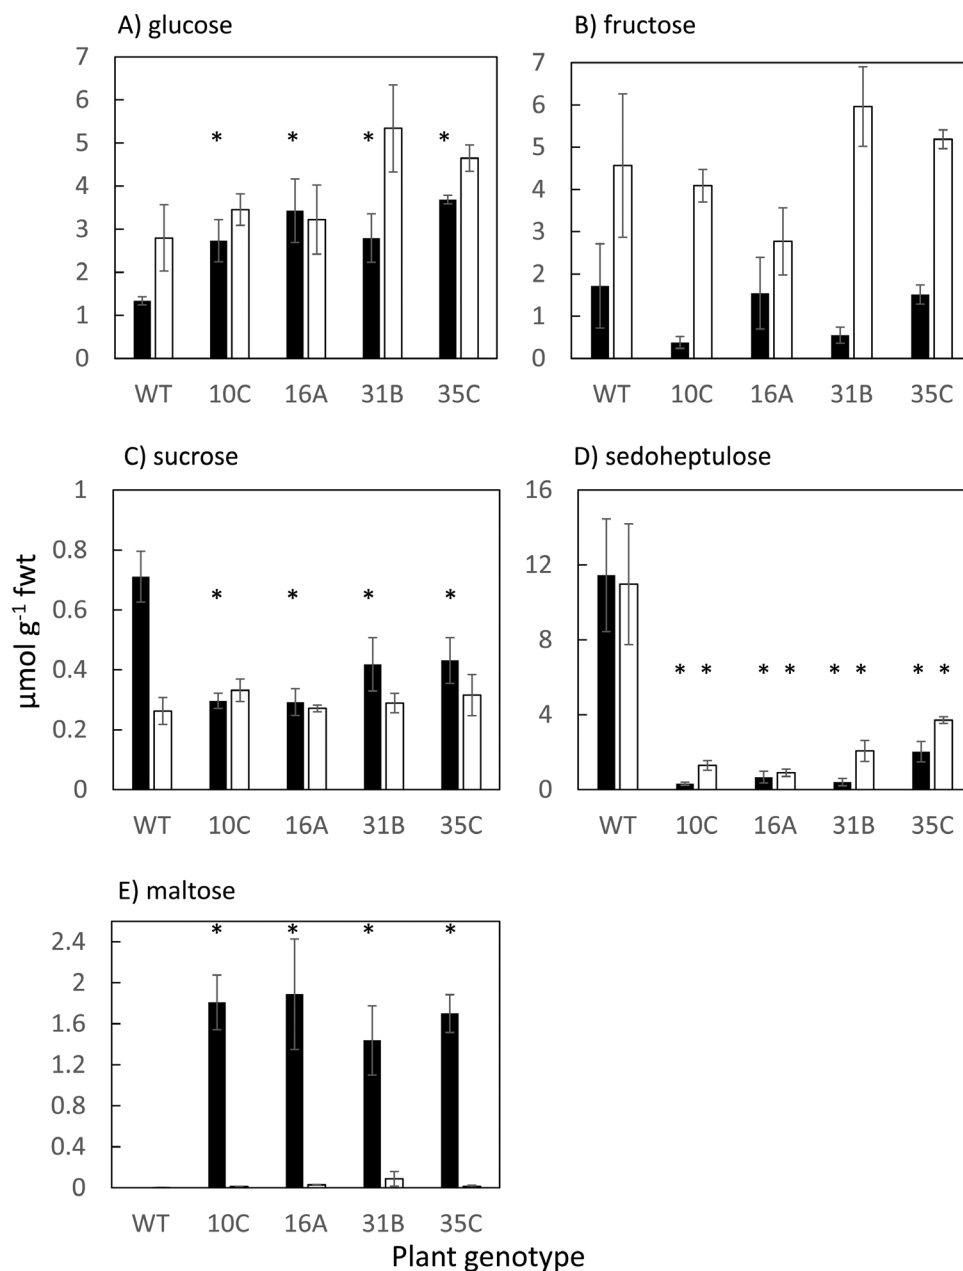 A) glucose
7
6
5
4
3
2
1
0
* * * *
WT 10C 16A 31B 35C
B) fructose
7
6
5
4
3
2
1
0
WT 10C 16A 31B 35C
C) sucrose
1
0.8
0.6
0.4
0.2
0
* * * *
WT 10C 16A 31B 35C
µmol g⁻¹ fwt
D) sedoheptulose
16
12
8
4
0
* * * * * * * *
WT 10C 16A 31B 35C
E) maltose
2.4
2
1.6
1.2
0.8
0.4
0
* * * *
WT 10C 16A 31B 35C
Plant genotype